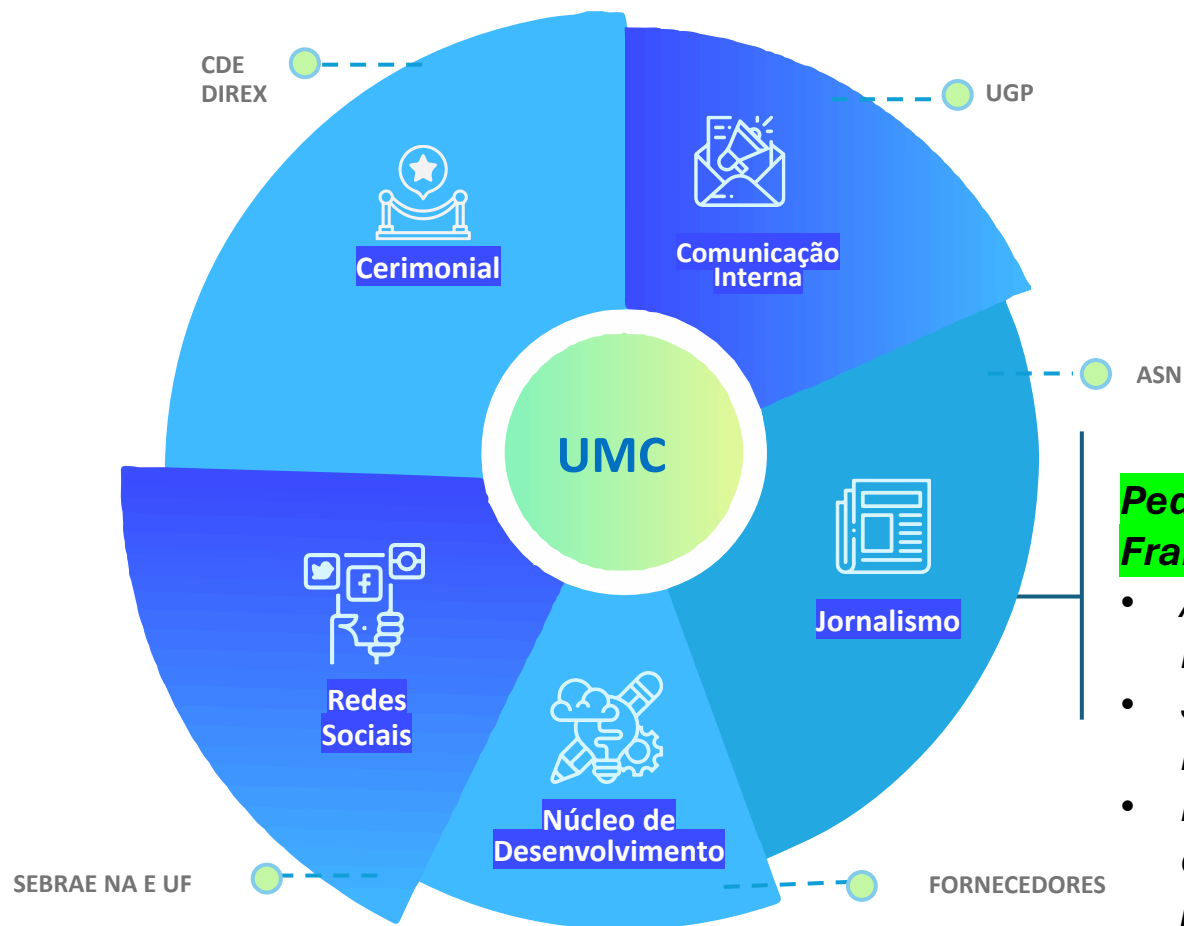 CDE
DIREX
UGP
Comunicação
Interna
Cerimonial
ASN
UMC
Jornalismo
Redes
Sociais
Núcleo de
Desenvolvimento
SEBRAE NA E UF
FORNECEDORES